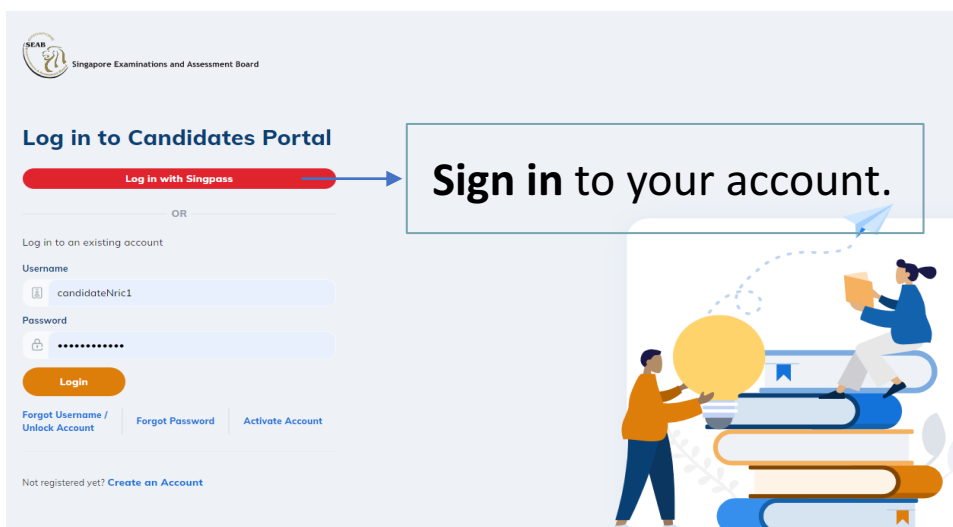 SEAB
Singapore Examinations and Assessment Board
Log in to Candidates Portal
Log in with Singpass
Sign in to your account.
OR
Log in to an existing account
Username
candidateNric1
Password
••••••••••••
Login
Forgot Username /
Unlock Account
Forgot Password
Activate Account
Not registered yet? Create an Account